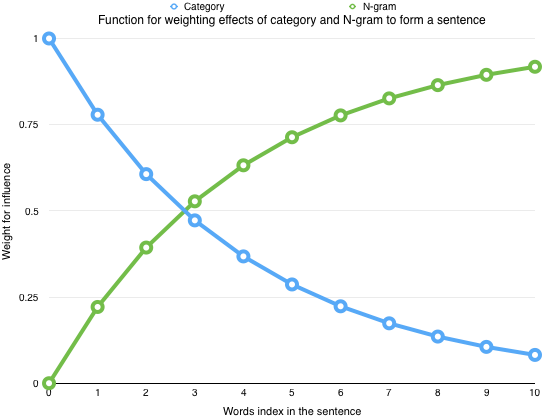 Category N-gram
Function for weighting effects of category and N-gram to form a sentence
1
0.75
0.5
0.25
0
Weight for influence
0 1 2 3 4 5 6 7 8 9 10
Words index in the sentence